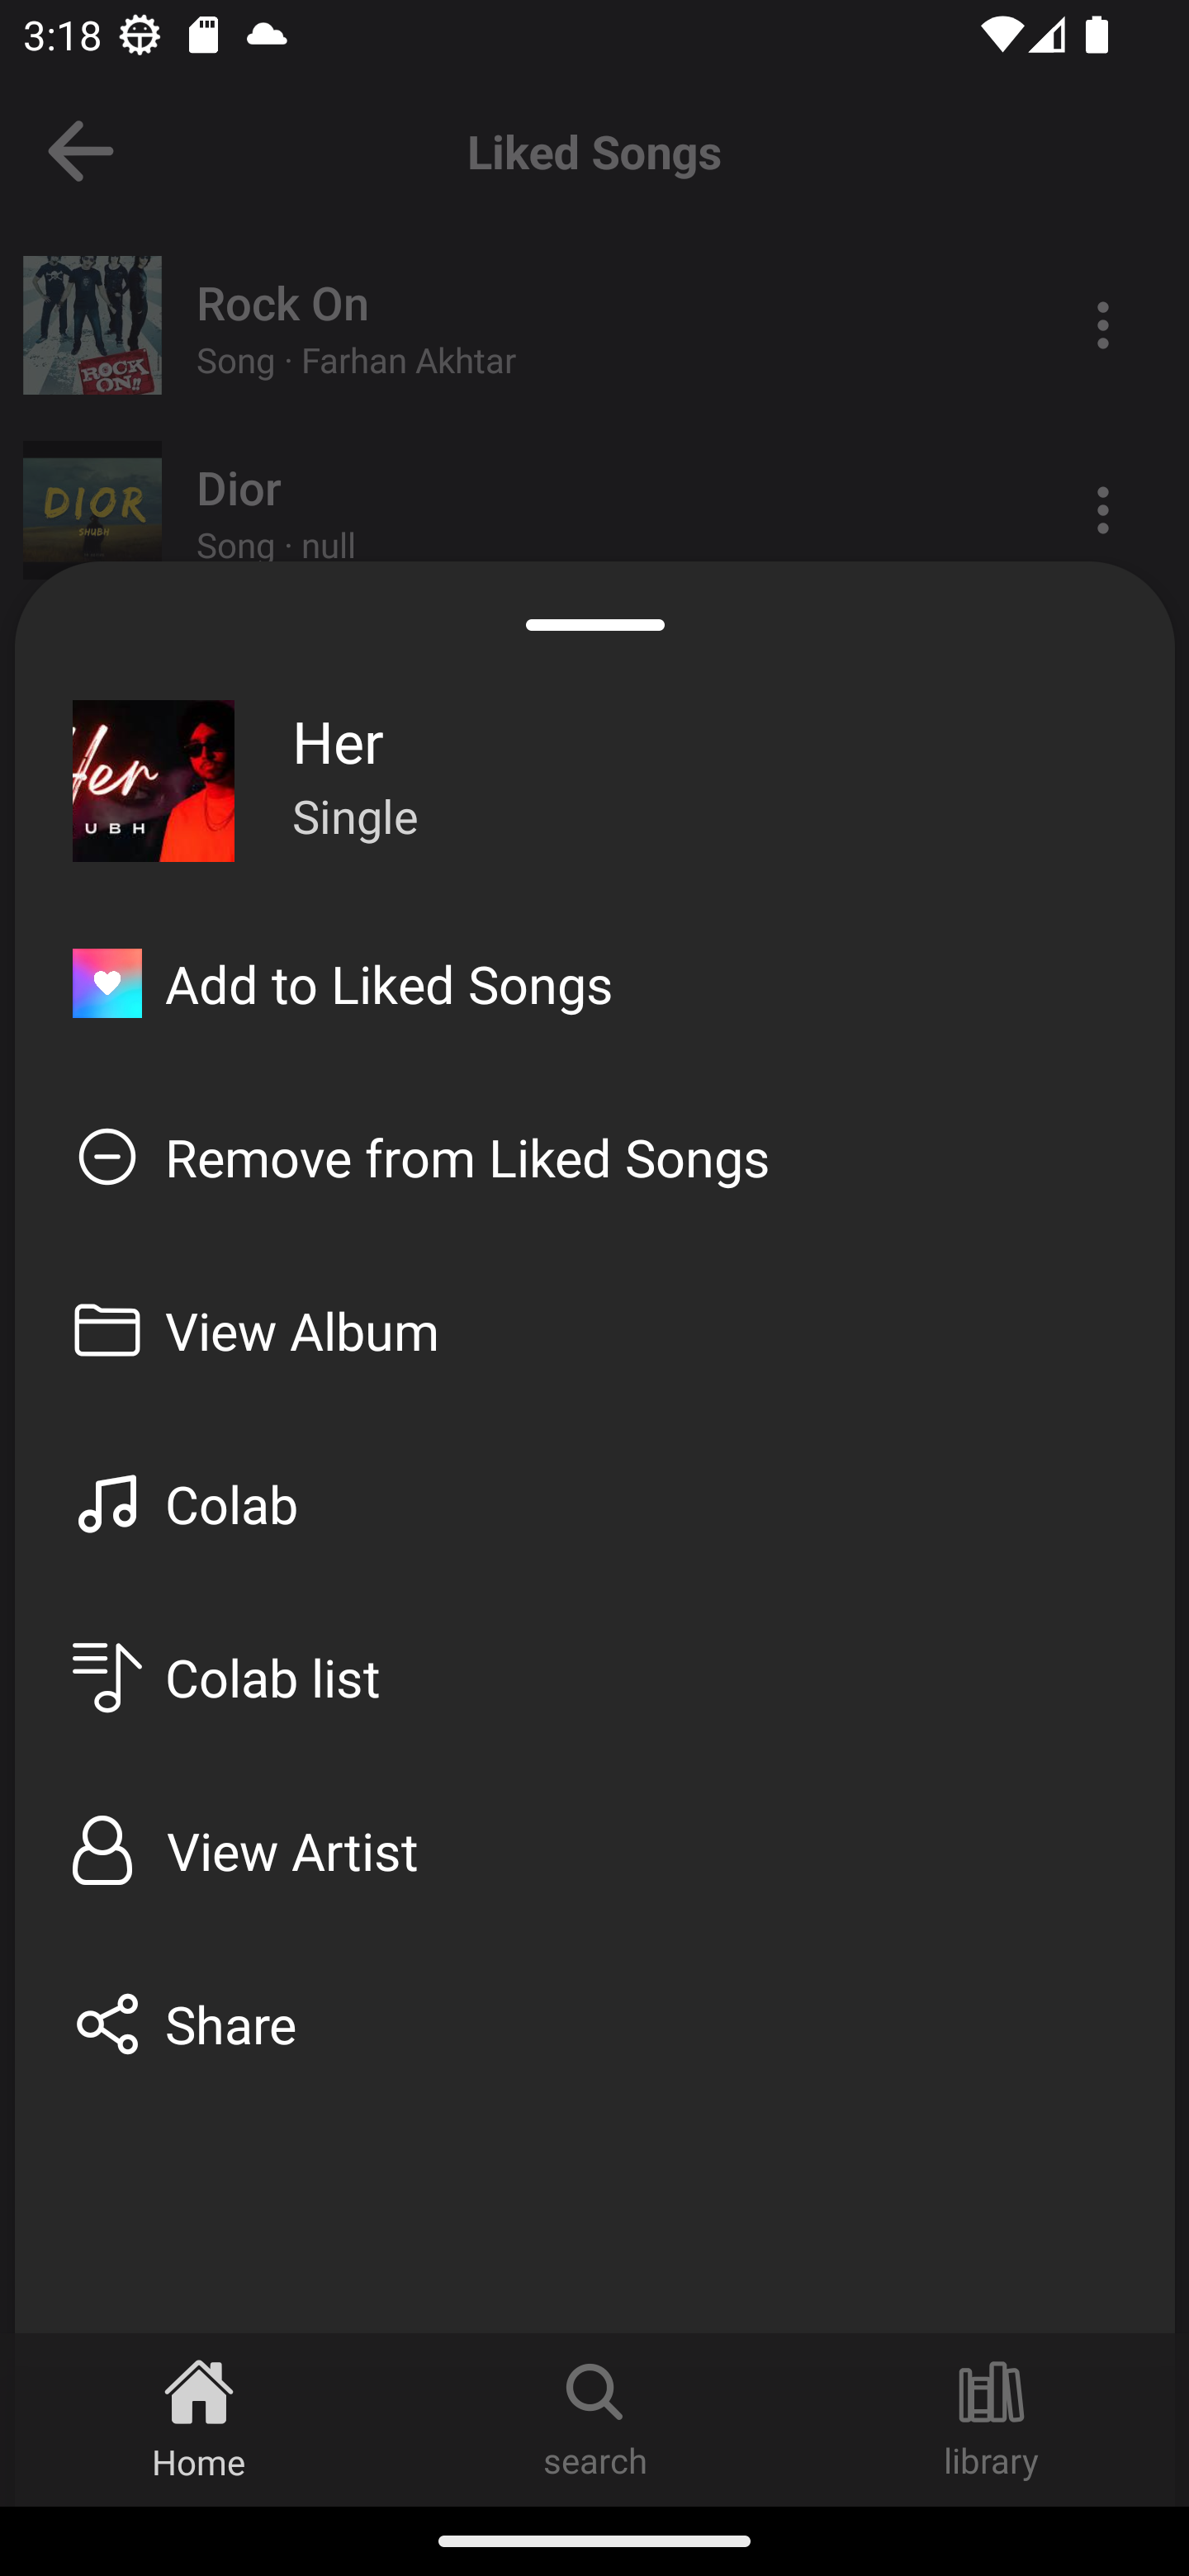 3:18
Liked Songs
ROCK
ON!!
Rock On
Song · Farhan Akhtar
DIOR
SHUBH
Dior
Song · null
Her
UBH
Her
Single
Add to Liked Songs
Remove from Liked Songs
View Album
Colab
Colab list
View Artist
Share
Home
search
library